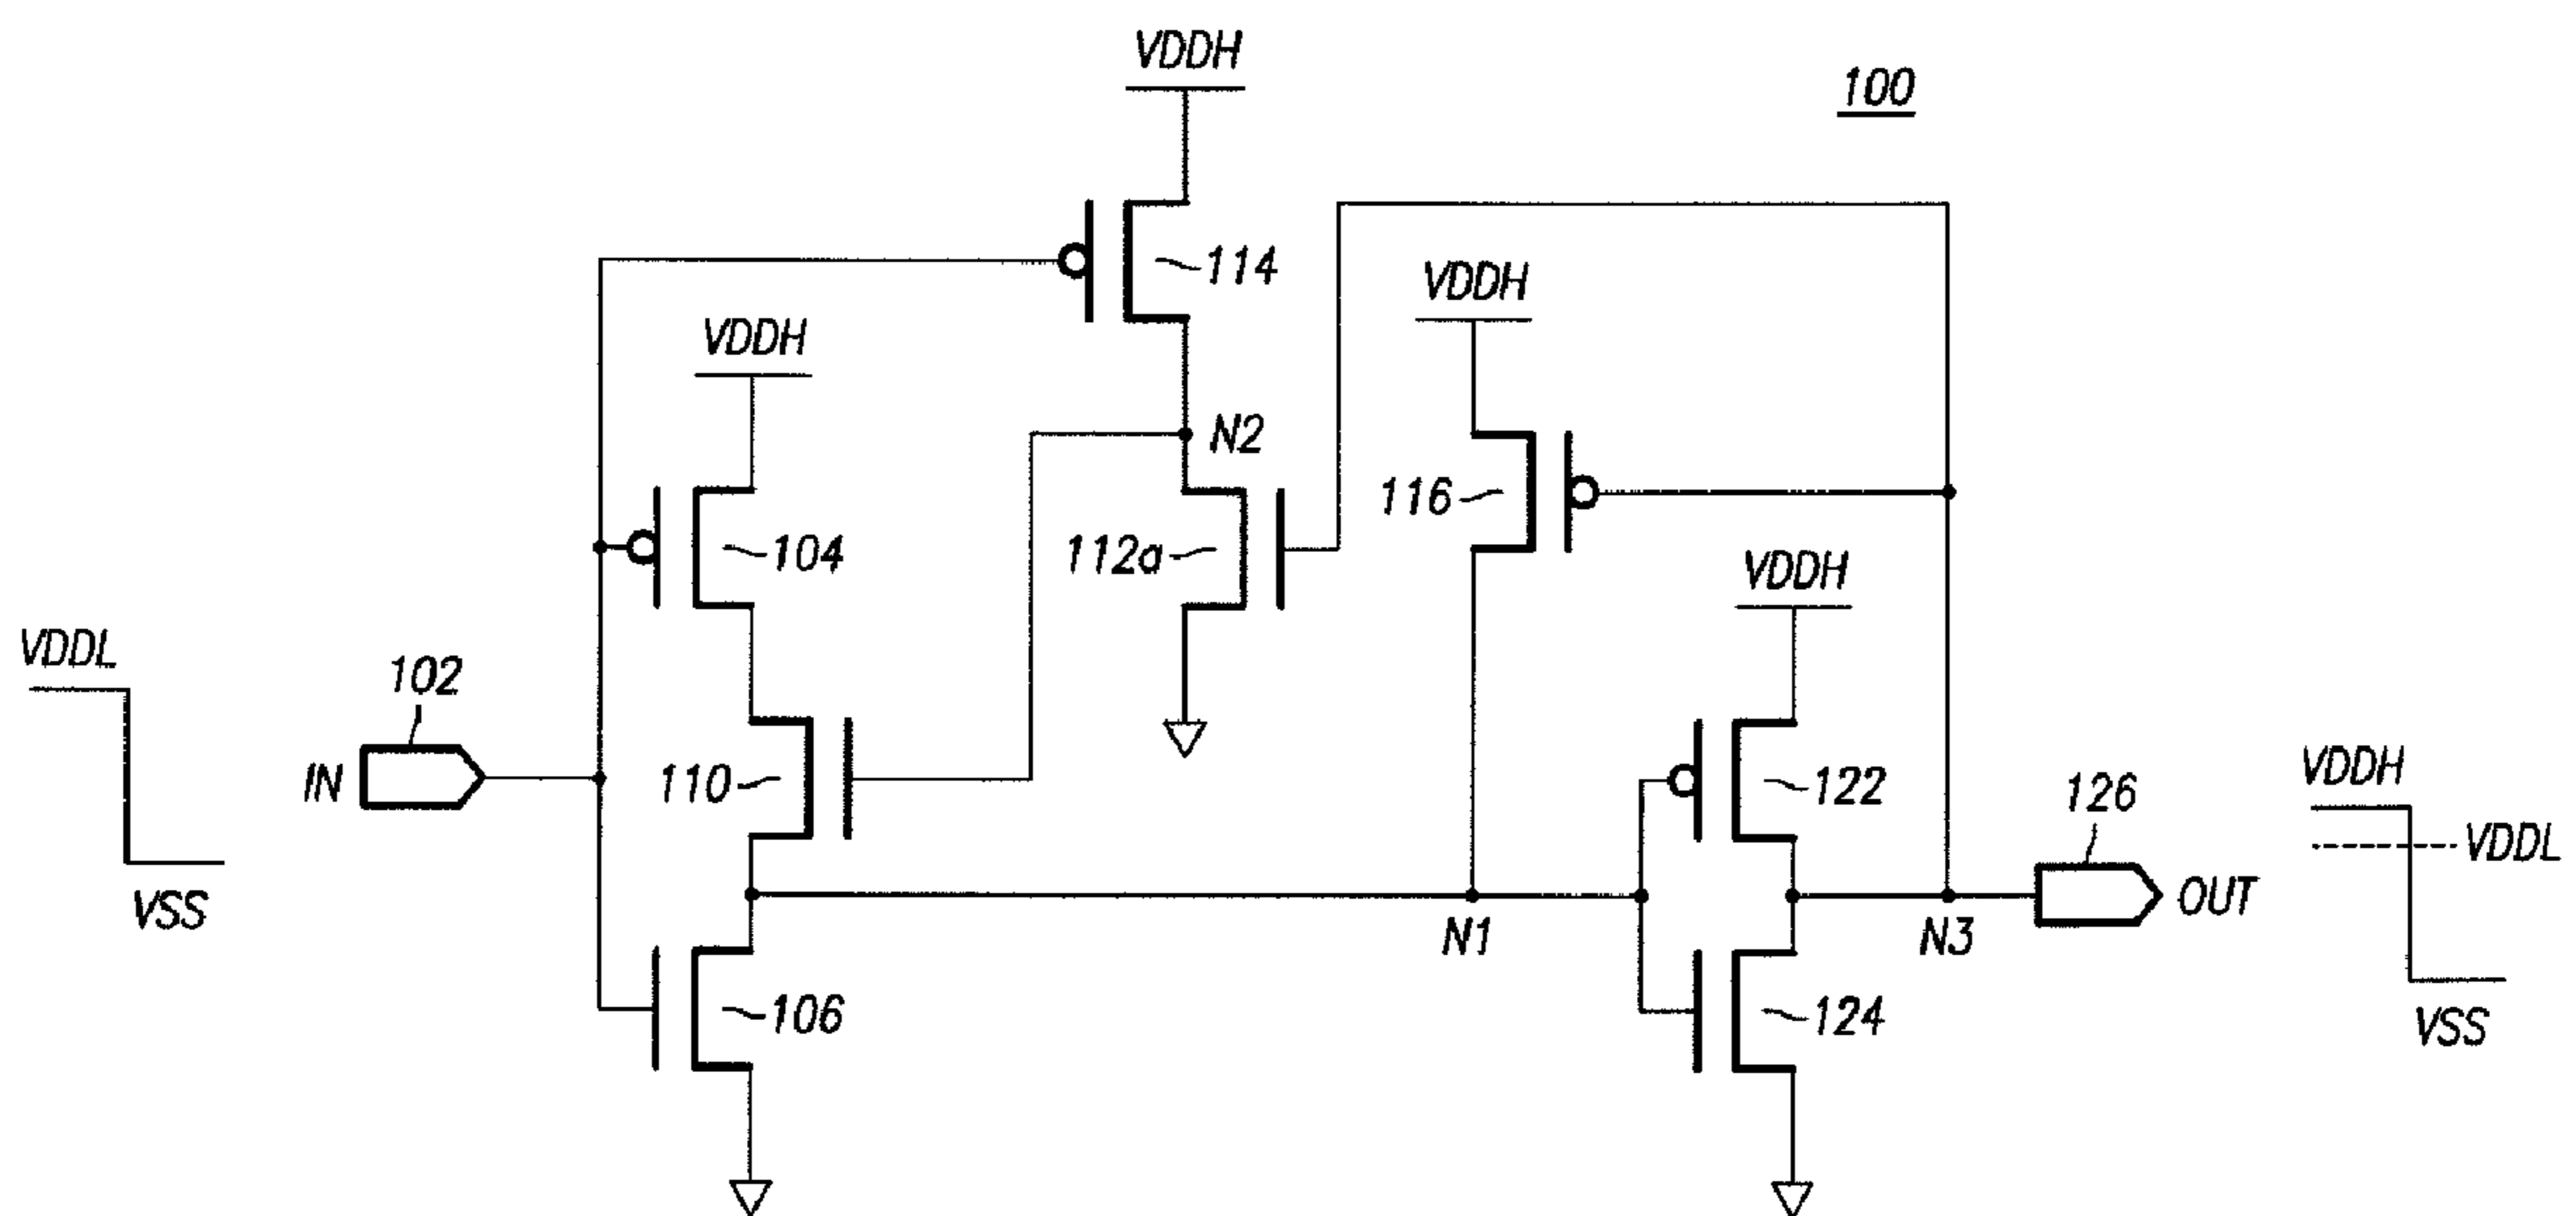 VDDH
100
114
VDDH
VDDH
N2
104
112a
116
VDDH
VDDL
102
IN
110
122
126
VDDH
VDDL
OUT
VSS
N1
N3
106
124
VSS